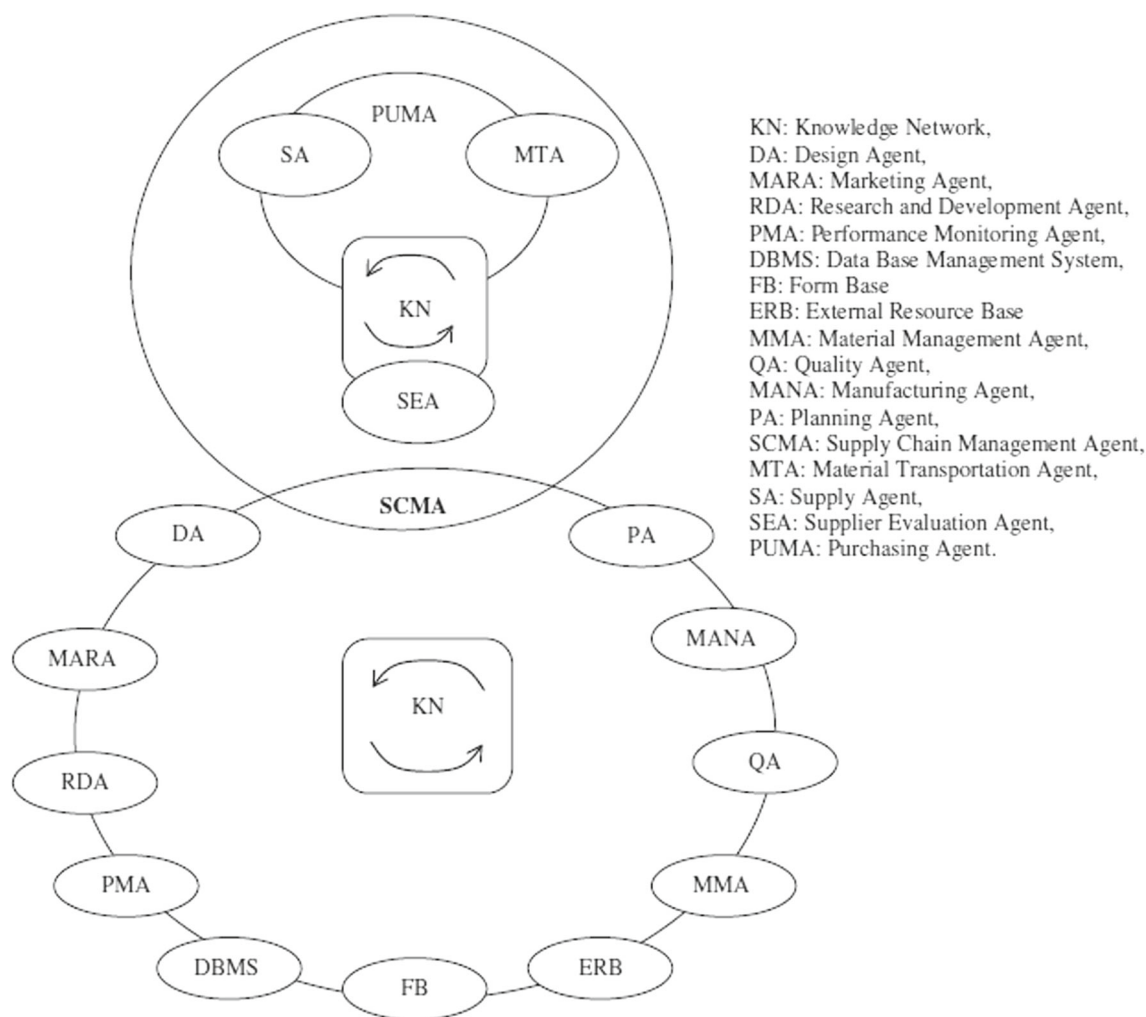 PUMA
SA
MTA
KN
SEA
SCMA
DA
PA
MARA
MANA
KN
RDA
QA
PMA
MMA
DBMS
FB
ERB
KN: Knowledge Network,
DA: Design Agent,
MARA: Marketing Agent,
RDA: Research and Development Agent,
PMA: Performance Monitoring Agent,
DBMS: Data Base Management System,
FB: Form Base
ERB: External Resource Base
MMA: Material Management Agent,
QA: Quality Agent,
MANA: Manufacturing Agent,
PA: Planning Agent,
SCMA: Supply Chain Management Agent,
MTA: Material Transportation Agent,
SA: Supply Agent,
SEA: Supplier Evaluation Agent,
PUMA: Purchasing Agent.